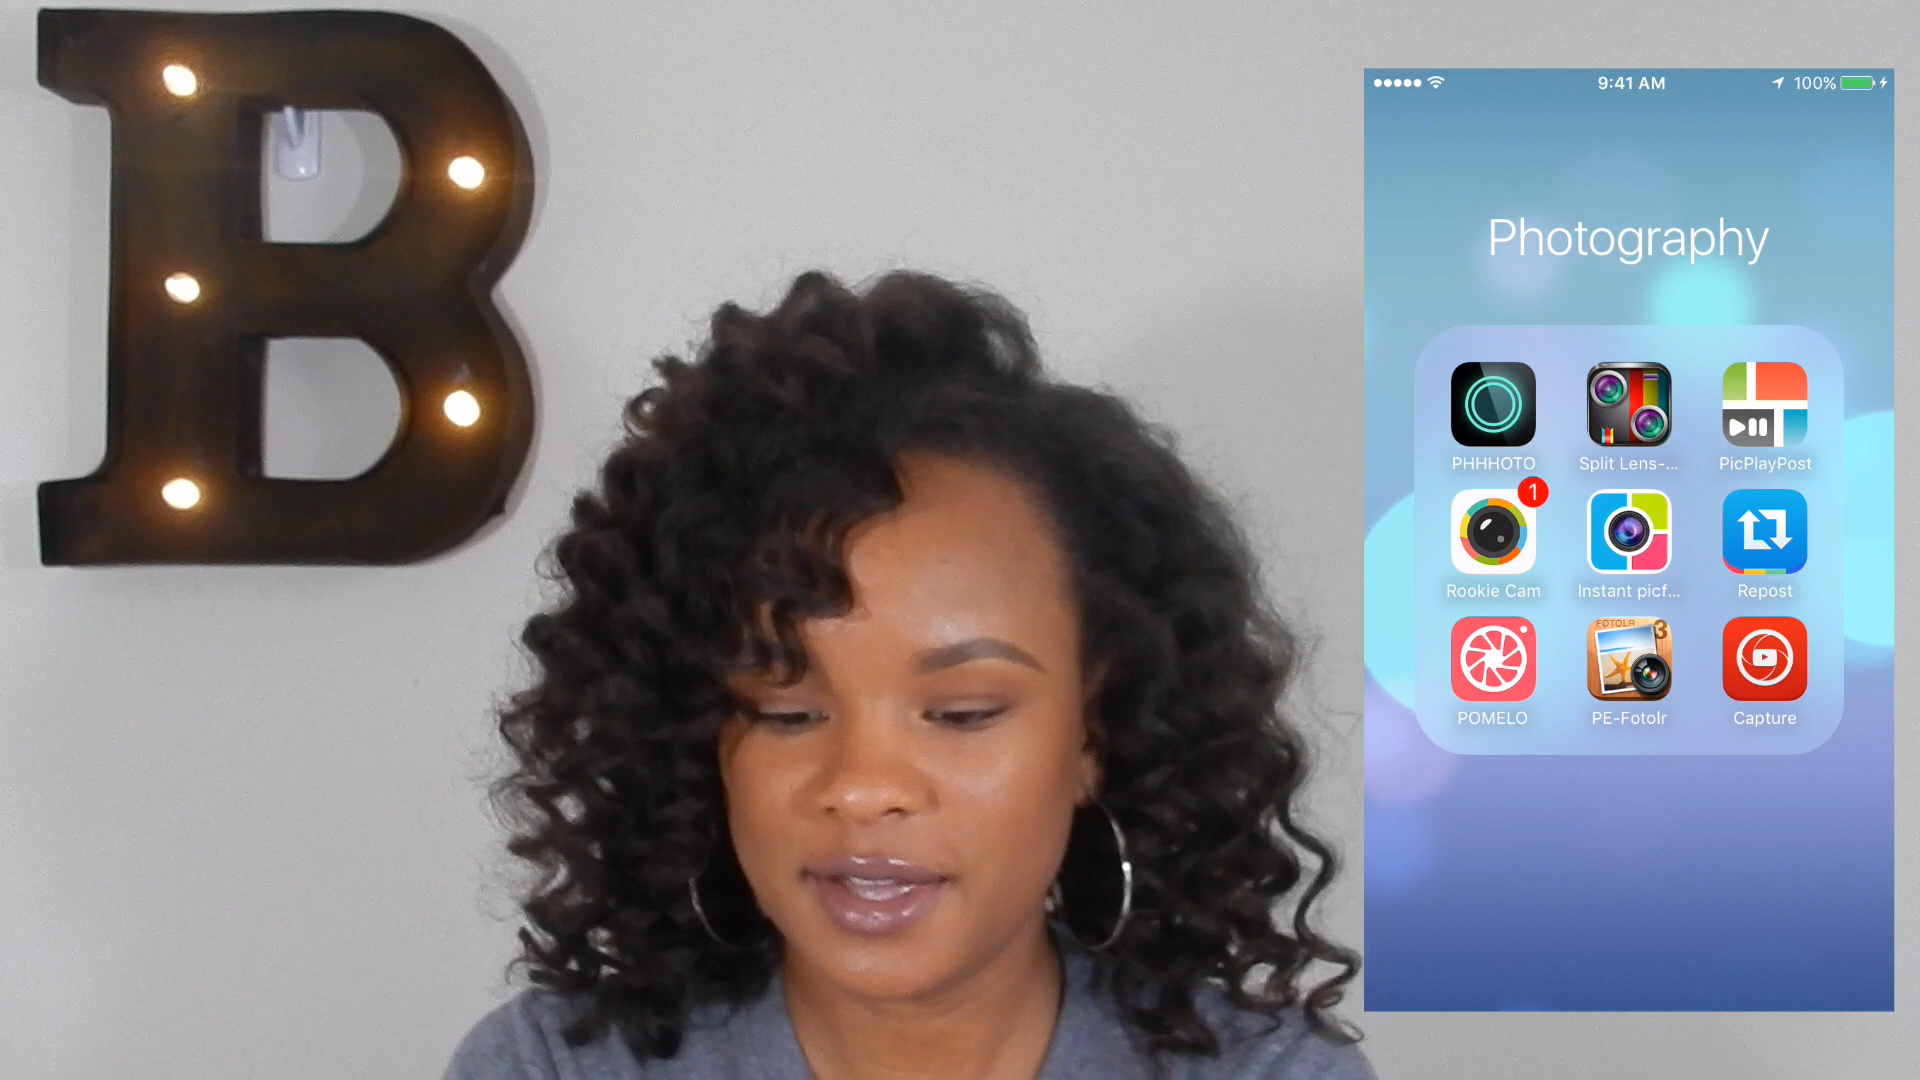 B
9:41 AM
100%
Photography
PHHHOTO
Split Lens-...
PicPlayPost
1
Rookie Cam
Instant picf...
Repost
FOTOLR
3
POMELO
PE-Fotolr
Capture